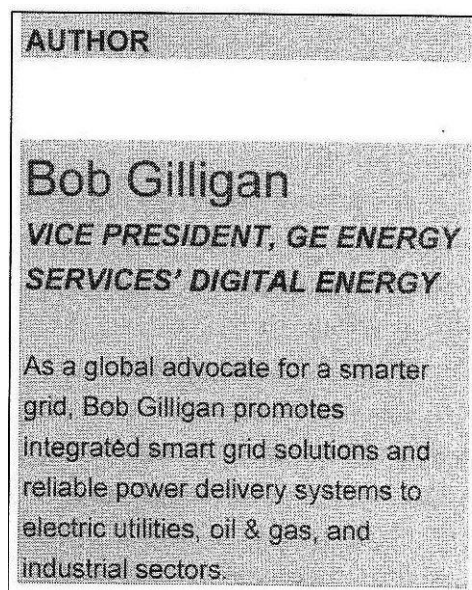 AUTHOR
Bob Gilligan
VICE PRESIDENT, GE ENERGY
SERVICES' DIGITAL ENERGY
As a global advocate for a smarter
grid, Bob Gilligan promotes
integrated smart grid solutions and
reliable power delivery systems to
electric utilities, oil & gas, and
industrial sectors.